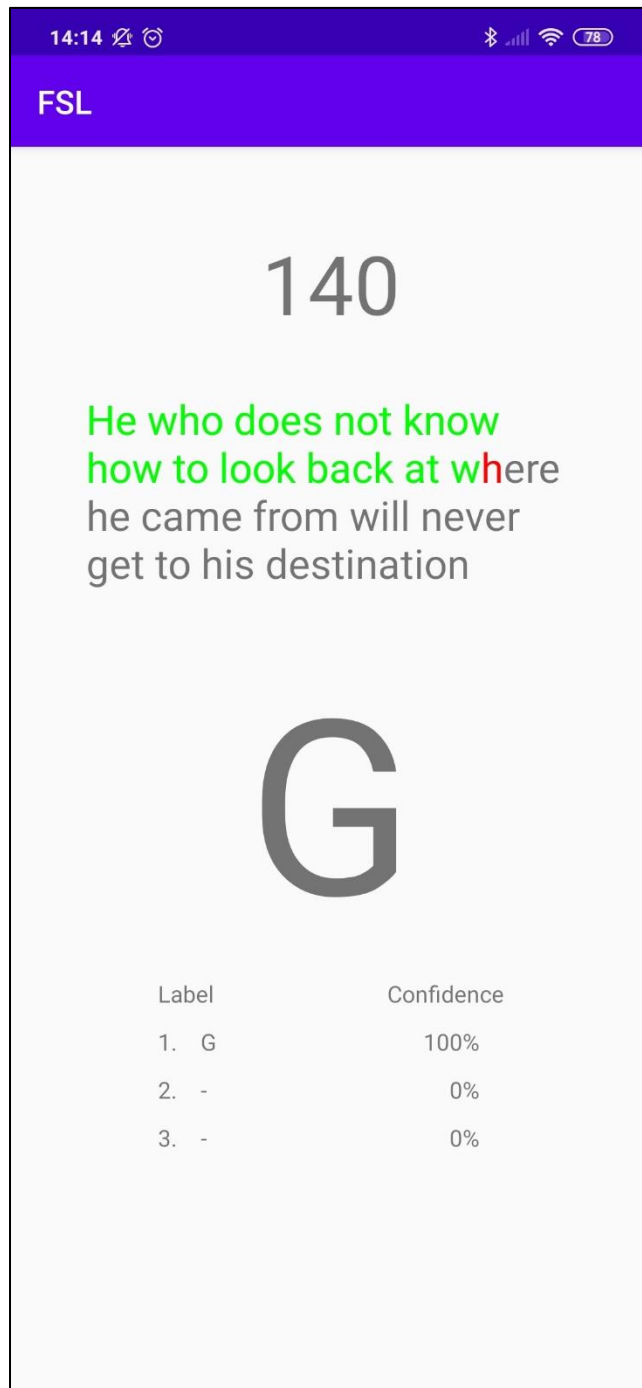 14:14 78
FSL
140
He who does not know
how to look back at where
he came from will never
get to his destination
G
Label Confidence
1. G 100%
2. - 0%
3. - 0%